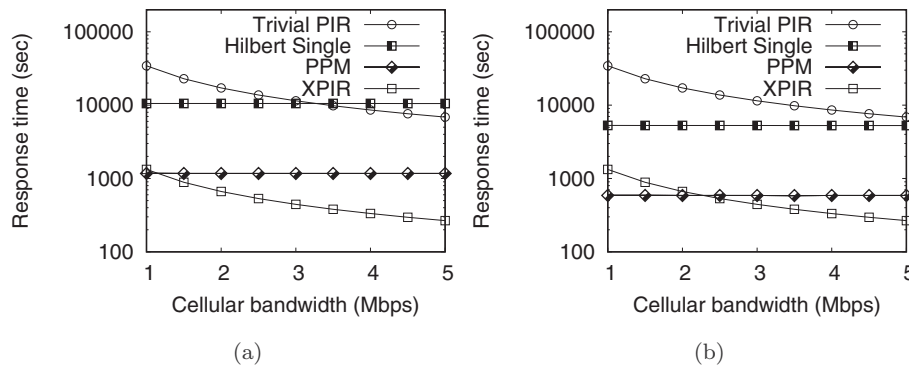 Response time (sec)
100000
10000
1000
100
Trivial PIR
Hilbert Single
PPM
XPIR
1 2 3 4 5
Cellular bandwidth (Mbps)
(a)
Response time (sec)
100000
10000
1000
100
Trivial PIR
Hilbert Single
PPM
XPIR
1 2 3 4 5
Cellular bandwidth (Mbps)
(b)